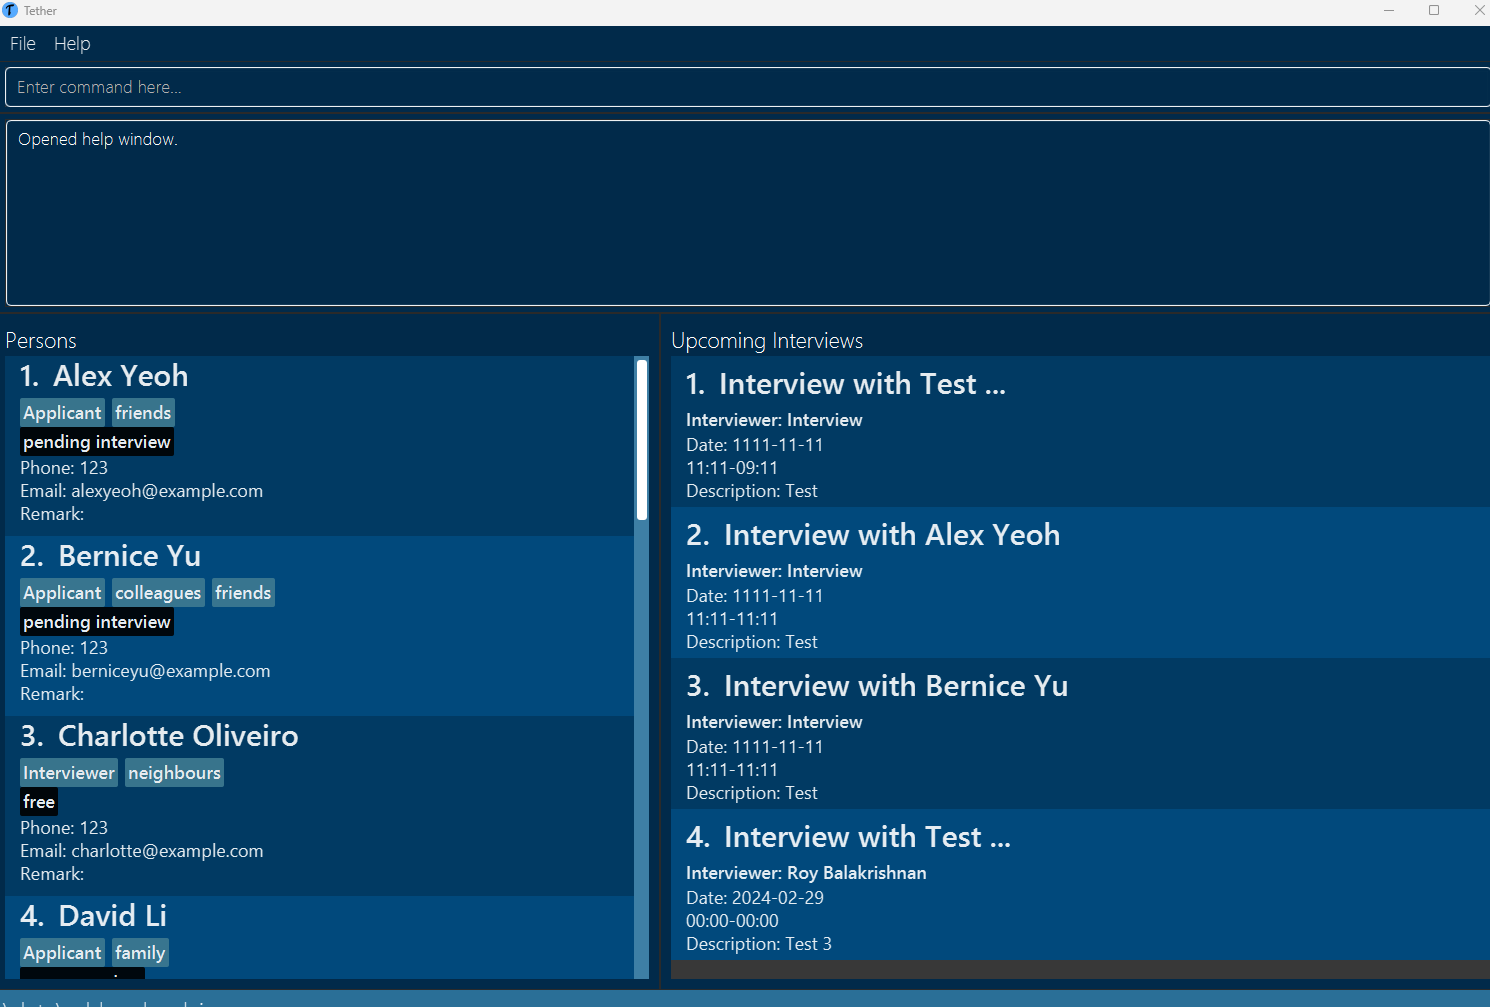 Tether
File Help
Enter command here...
Opened help window.
Persons
1. Alex Yeoh
Applicant friends
pending interview
Phone: 123
Email: alexyeoh@example.com
Remark:
2. Bernice Yu
Applicant colleagues friends
pending interview
Phone: 123
Email: berniceyu@example.com
Remark:
3. Charlotte Oliveiro
Interviewer neighbours
free
Phone: 123
Email: charlotte@example.com
Remark:
4. David Li
Applicant family
Upcoming Interviews
1. Interview with Test ...
Interviewer: Interview
Date: 1111-11-11
11:11-09:11
Description: Test
2. Interview with Alex Yeoh
Interviewer: Interview
Date: 1111-11-11
11:11-11:11
Description: Test
3. Interview with Bernice Yu
Interviewer: Interview
Date: 1111-11-11
11:11-11:11
Description: Test
4. Interview with Test ...
Interviewer: Roy Balakrishnan
Date: 2024-02-29
00:00-00:00
Description: Test 3